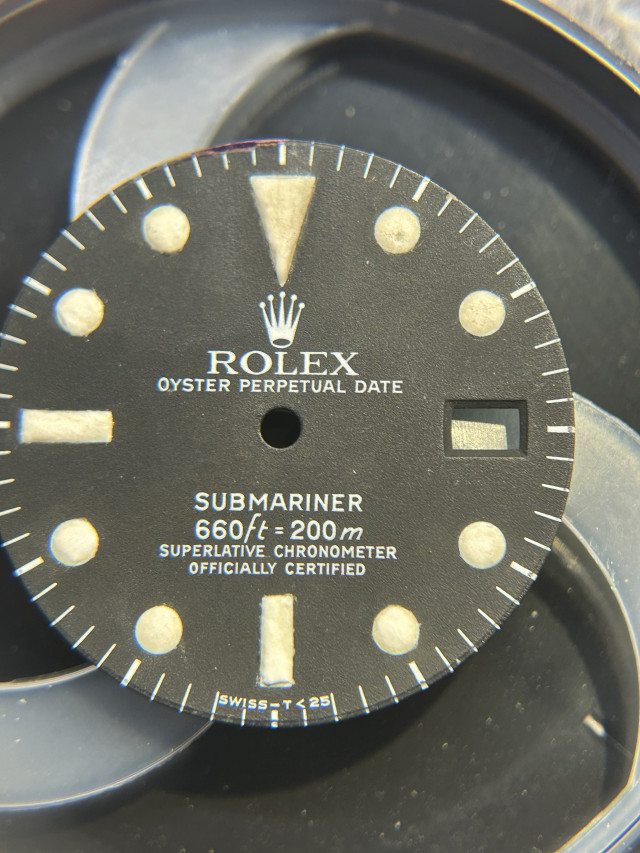 ROLEX
OYSTER PERPETUAL DATE
SUBMARINER
660ft = 200m
SUPERLATIVE CHRONOMETER
OFFICIALLY CERTIFIED
SWISS-T<25